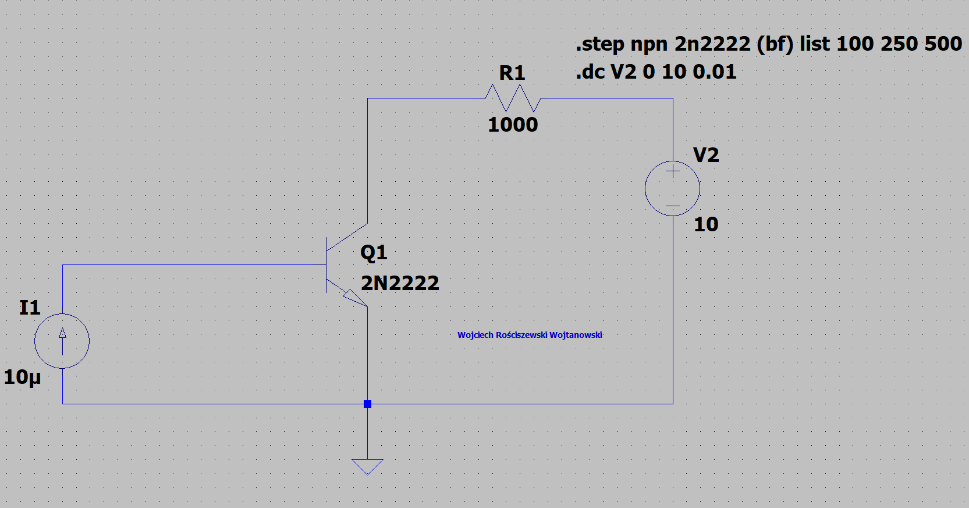 .step npn 2n2222 (bf) list 100 250 500
.dc V2 0 10 0.01
R1
1000
V2
10
Q1
2N2222
I1
10µ
Wojciech Rościszewski Wojtanowski